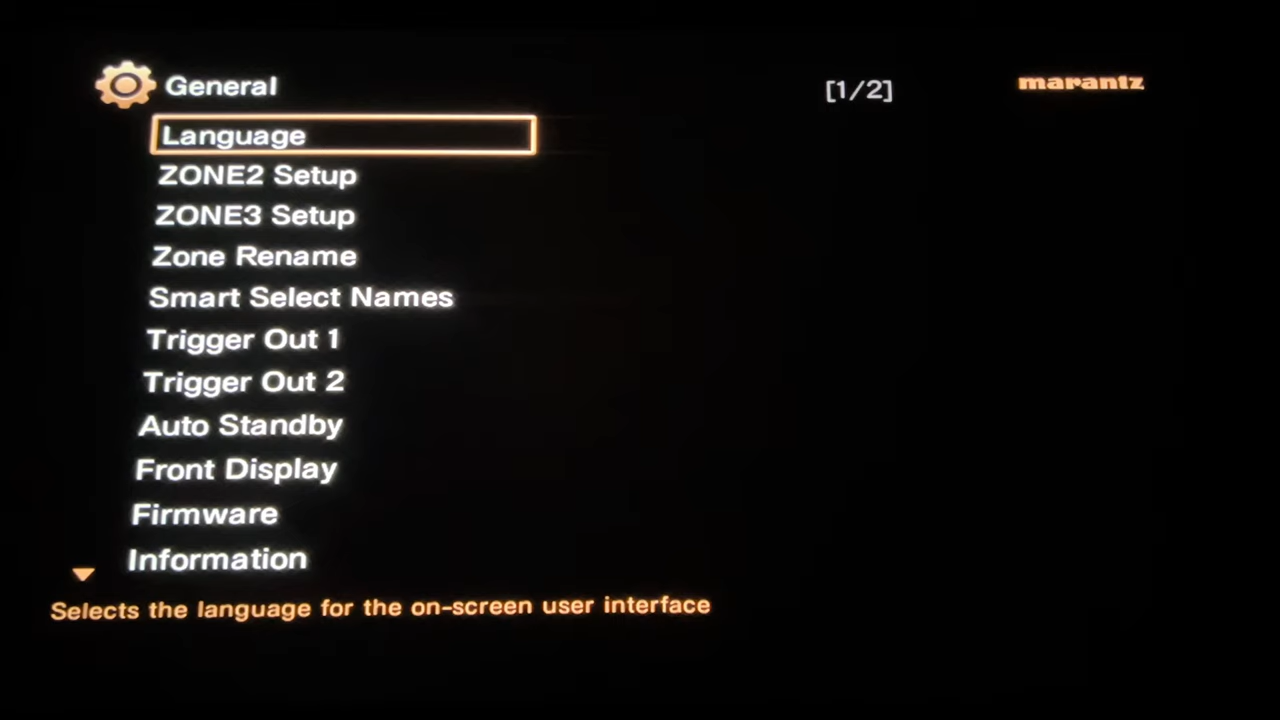 General
[1/2]
marantz
Language
ZONE2 Setup
ZONE3 Setup
Zone Rename
Smart Select Names
Trigger Out 1
Trigger Out 2
Auto Standby
Front Display
Firmware
Information
Selects the language for the on-screen user interface